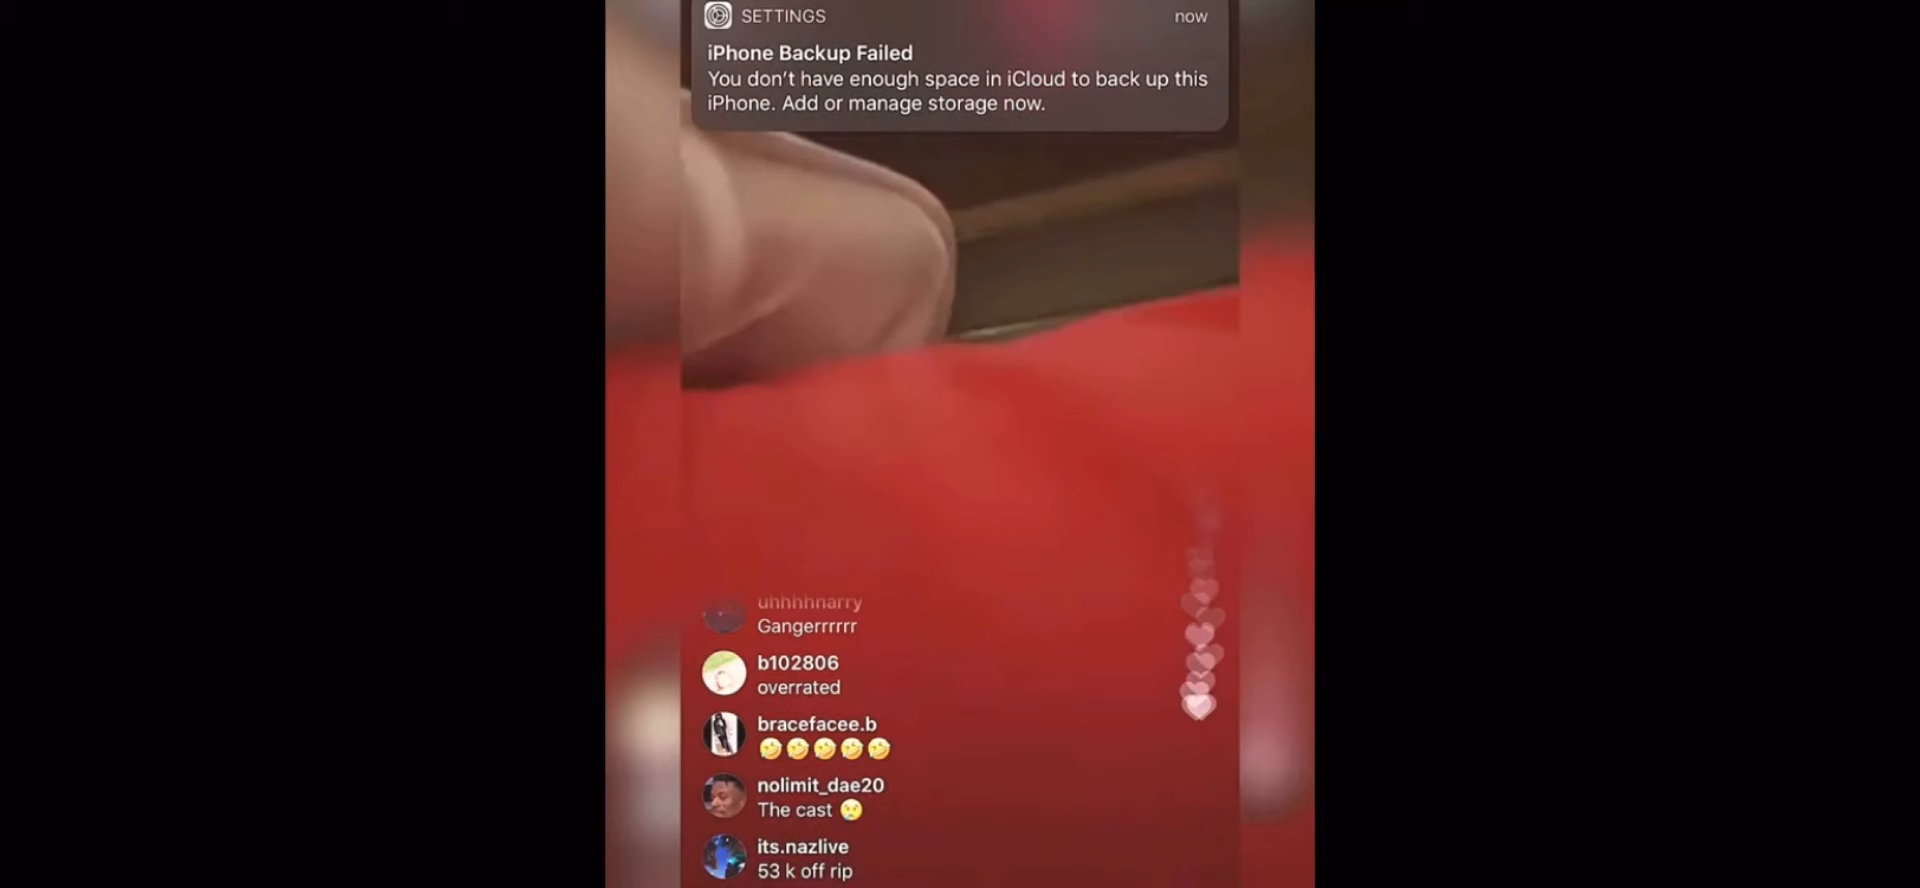 SETTINGS now
iPhone Backup Failed
You don't have enough space in iCloud to back up this
iPhone. Add or manage storage now.
uhhhhnarry
Gangerrrrrr
b102806
overrated
bracefacee.b
🤣🤣🤣🤣🤣
nolimit_dae20
The cast 😢
its.nazlive
53 k off rip